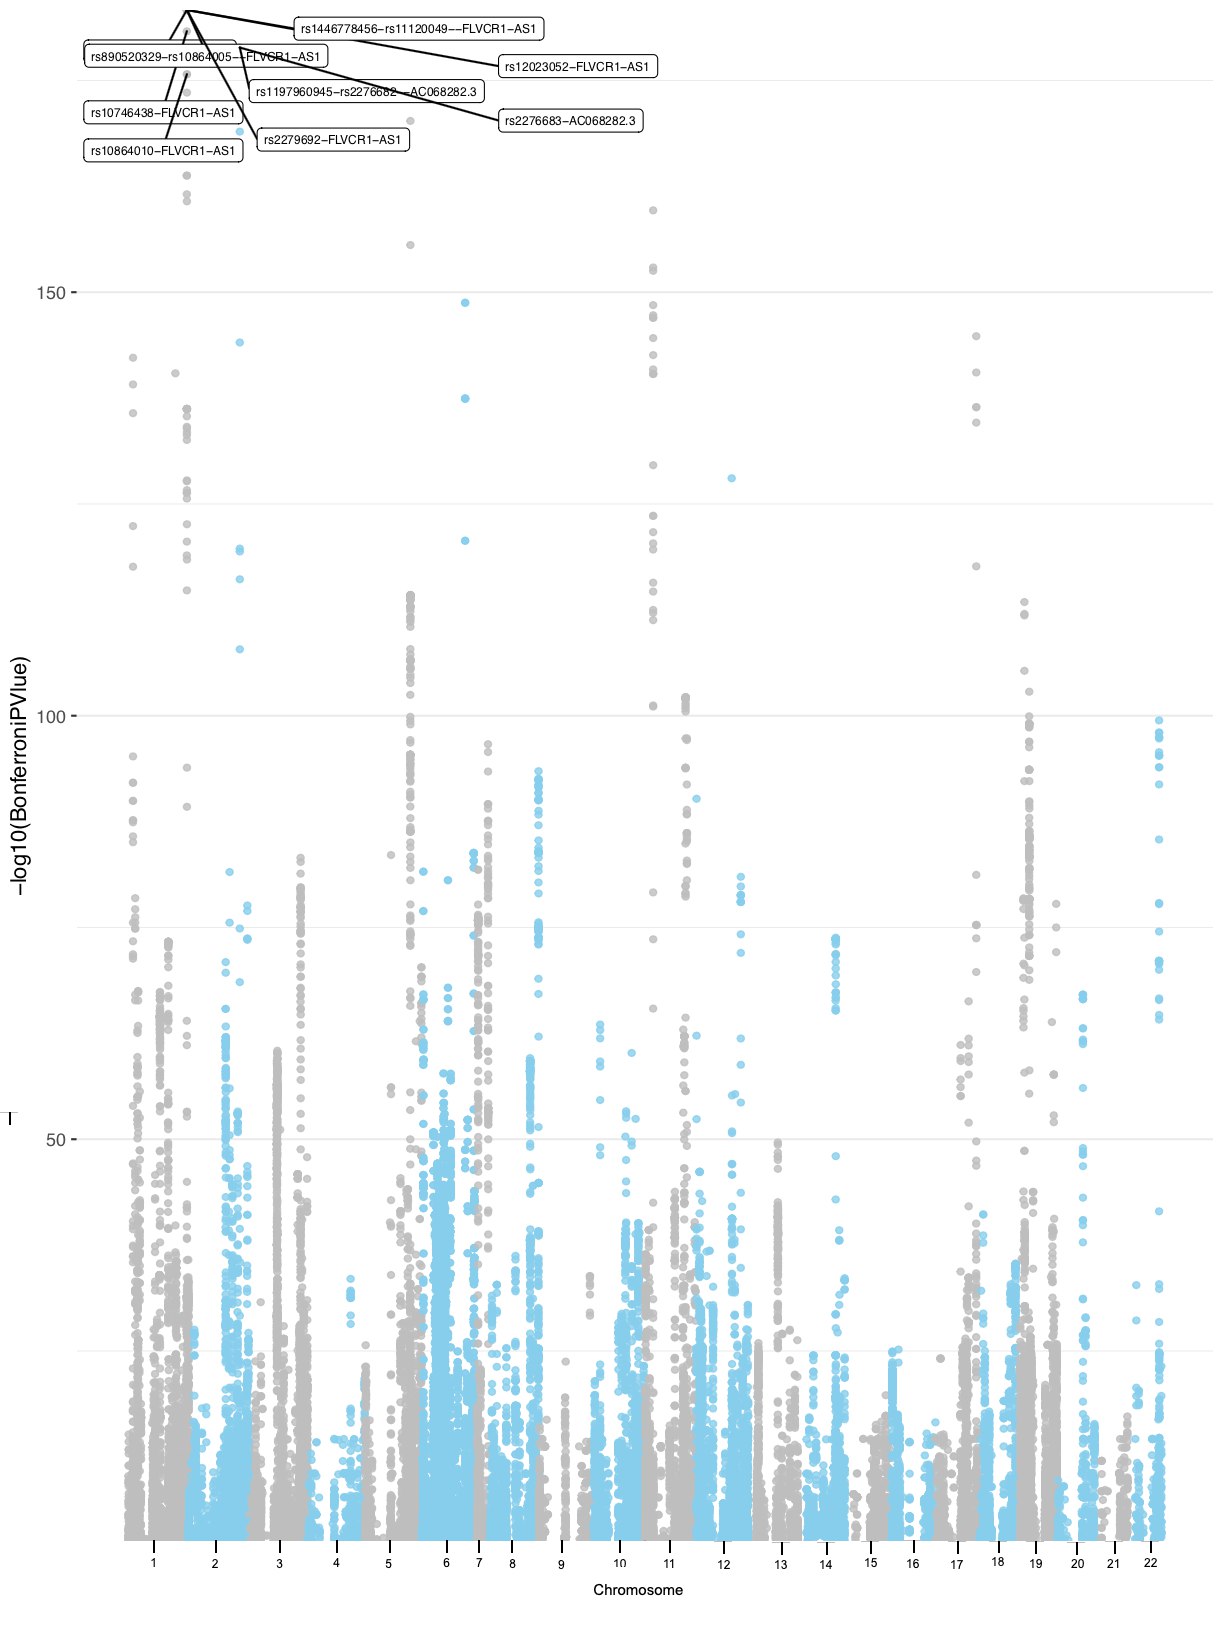 rs1446778456−rs11120049−−FLVCR1−AS1
rs890520329−rs10864005−−FLVCR1−AS1
rs12023052−FLVCR1−AS1
rs1197960945−rs2276682−−AC068282.3
rs10746438−FLVCR1−AS1
rs2276683−AC068282.3
rs2279692−FLVCR1−AS1
rs10864010−FLVCR1−AS1
150
100
50
−log10(BonferroniPVlue)
1 2 3 4 5 6 7 8 9 10 11 12 13 14 15 16 17 18 19 20 21 22
Chromosome